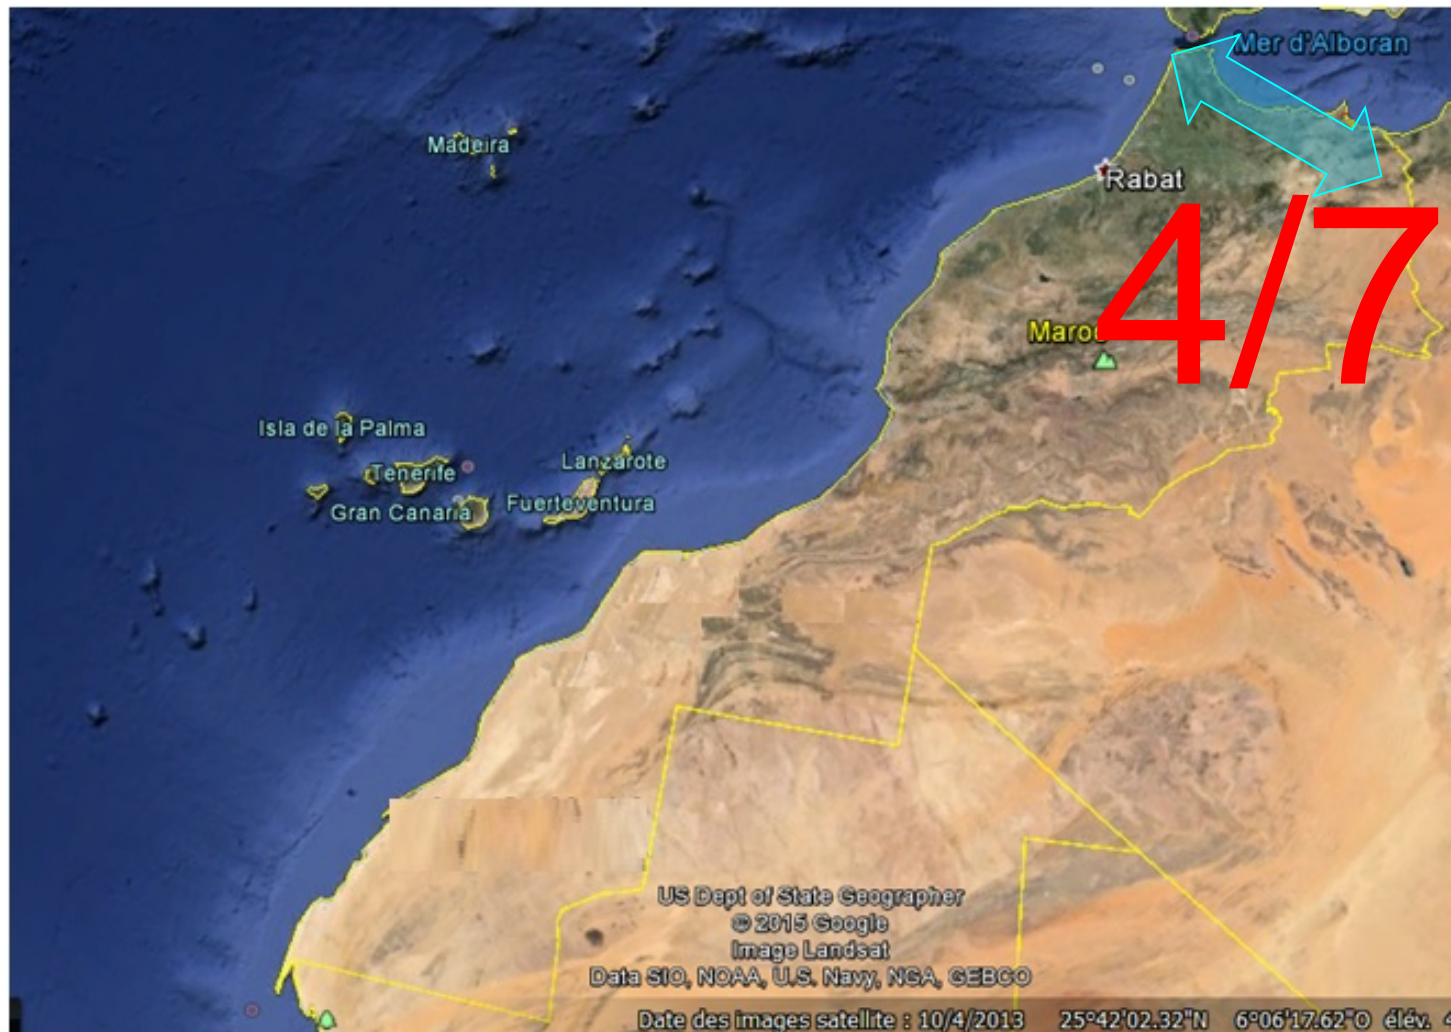 Mer d'Alboran
Madeira
Rabat
4/7
Maroc
Isla de la Palma
Tenerife
Lanzarote
Gran Canaria
Fuerteventura
US Dept of State Geographer
© 2015 Google
Image Landsat
Data SIO, NOAA, U.S. Navy, NGA, GEBCO
Date des images satellite : 10/4/2013 25°42'02.32"N 6°06'17.62"O élév.